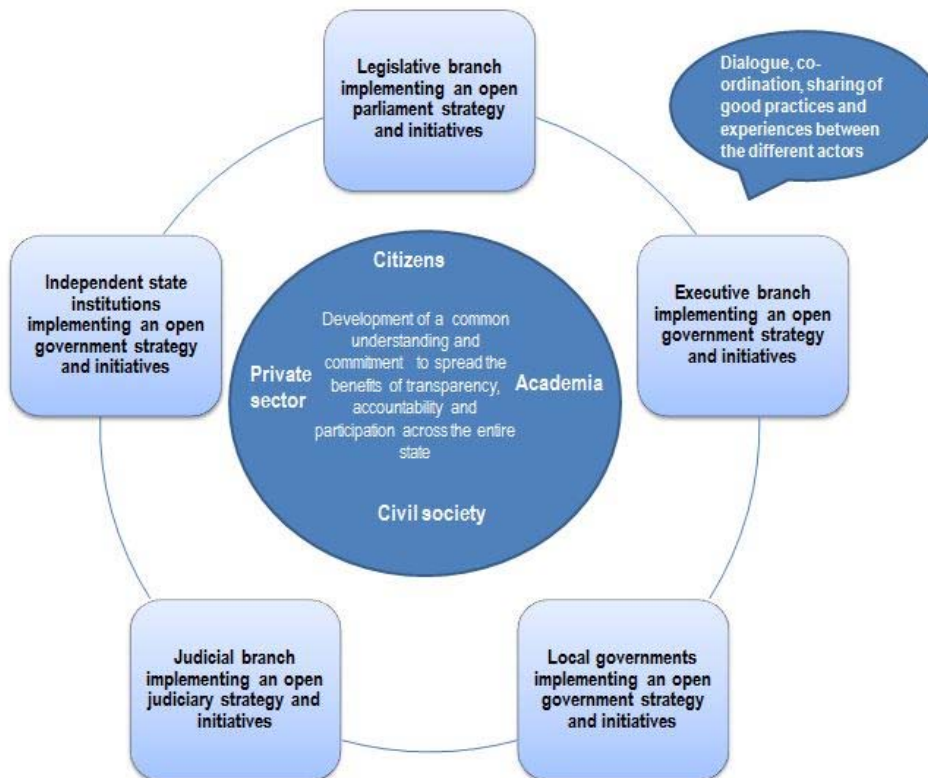 Legislative branch
implementing an open
parliament strategy
and initiatives
Dialogue, co-
ordination, sharing of
good practices and
experiences between
the different actors
Independent state
institutions
implementing an open
government strategy
and initiatives
Citizens
Development of a common
understanding and
commitment to spread the
benefits of transparency,
accountability and
participation across the entire
state
Private
sector
Academia
Civil society
Executive branch
implementing an open
government strategy
and initiatives
Judicial branch
implementing an open
judiciary strategy and
initiatives
Local governments
implementing an open
government strategy
and initiatives